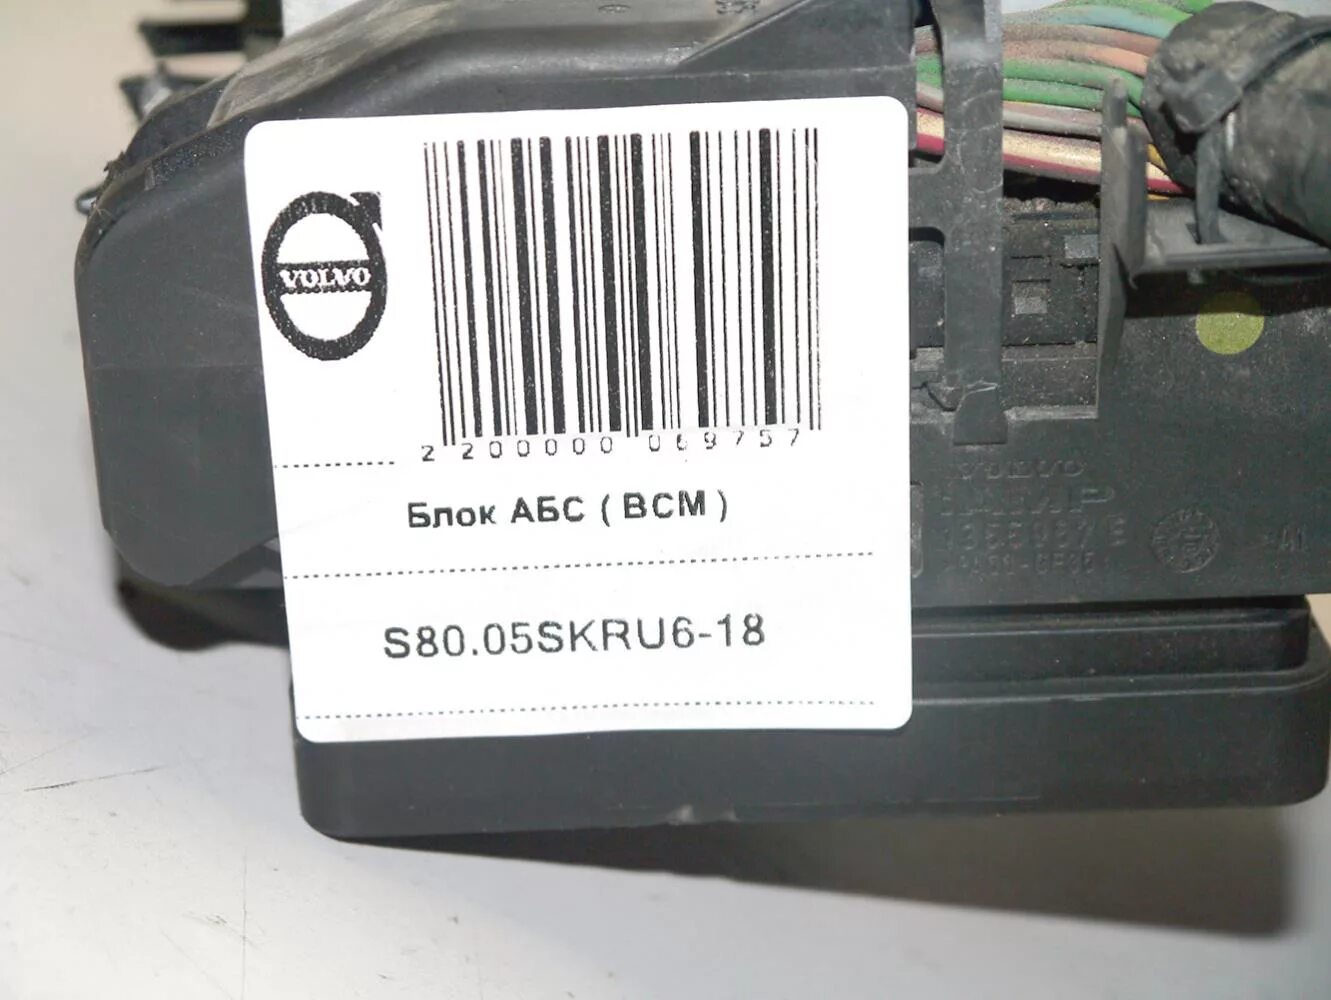 VOLVO
2 200000 069757
Блок АБС ( BCM )
S80.05SKRU6-18
VOLVO